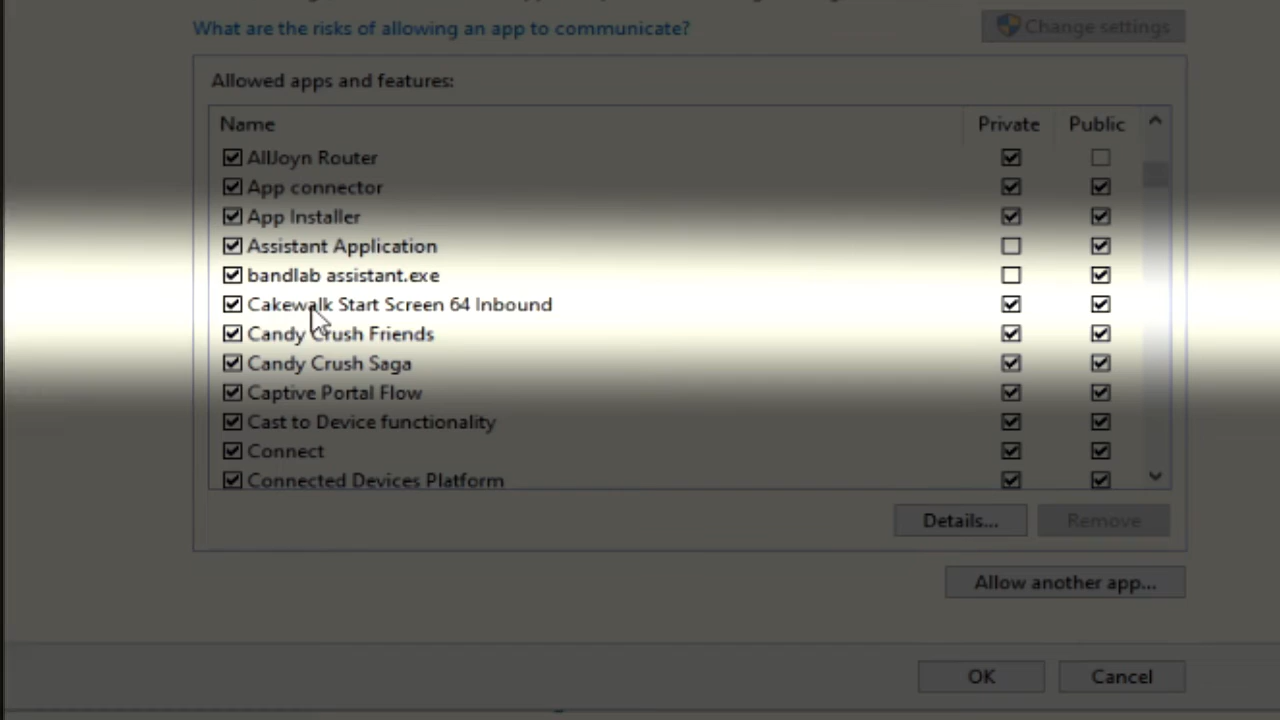 What are the risks of allowing an app to communicate?
Change settings
Allowed apps and features:
Name Private Public
AllJoyn Router
App connector
App Installer
Assistant Application
bandlab assistant.exe
Cakewalk Start Screen 64 Inbound
Candy Crush Friends
Candy Crush Saga
Captive Portal Flow
Cast to Device functionality
Connect
Connected Devices Platform
Details... Remove
Allow another app...
OK Cancel